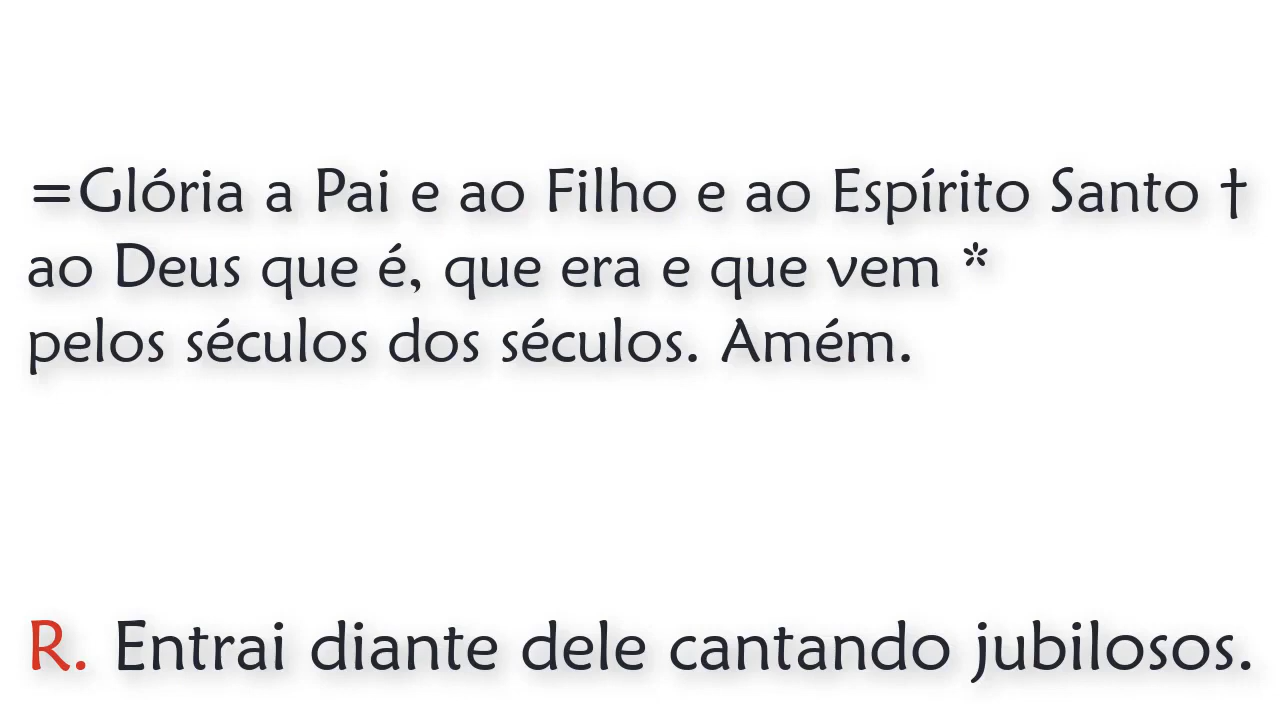 =Glória a Pai e ao Filho e ao Espírito Santo †
ao Deus que é, que era e que vem *
pelos séculos dos séculos. Amém.
R. Entrai diante dele cantando jubilosos.